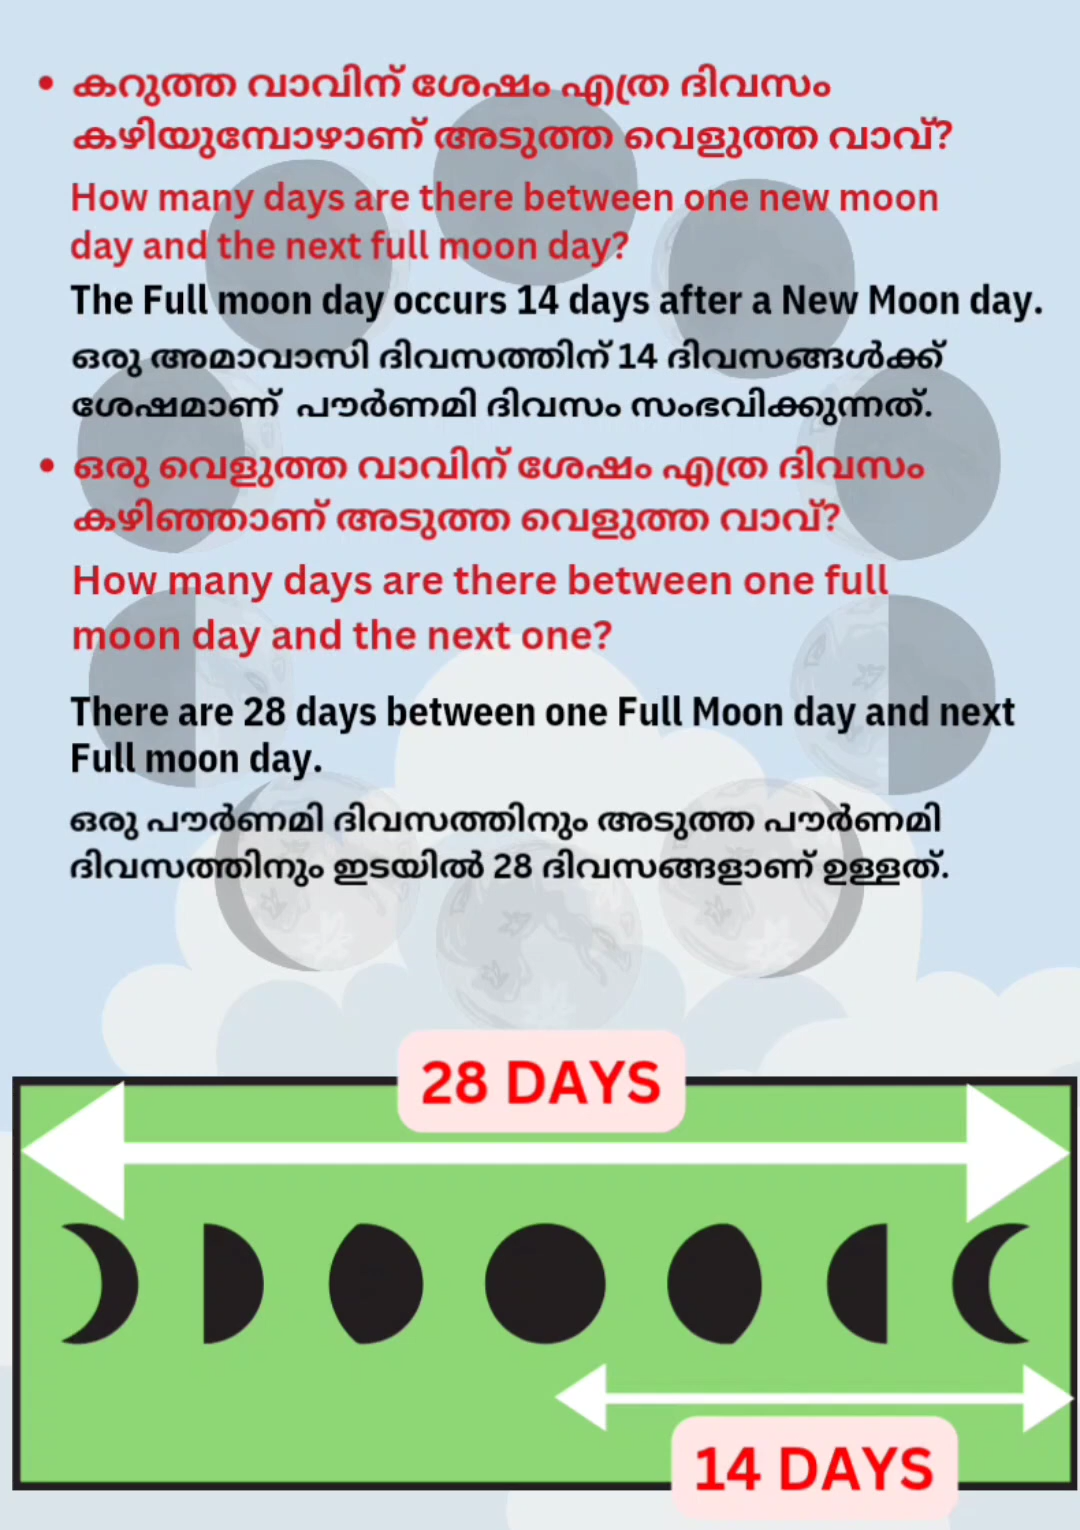 • കറുത്ത വാവിന് ശേഷം എത്ര ദിവസം
കഴിയുമ്പോഴാണ് അടുത്ത വെളുത്ത വാവ്?
How many days are there between one new moon
day and the next full moon day?
The Full moon day occurs 14 days after a New Moon day.
ഒരു അമാവാസി ദിവസത്തിന് 14 ദിവസങ്ങൾക്ക്
ശേഷമാണ് പൗർണമി ദിവസം സംഭവിക്കുന്നത്.
• ഒരു വെളുത്ത വാവിന് ശേഷം എത്ര ദിവസം
കഴിഞ്ഞാണ് അടുത്ത വെളുത്ത വാവ്?
How many days are there between one full
moon day and the next one?
There are 28 days between one Full Moon day and next
Full moon day.
ഒരു പൗർണമി ദിവസത്തിനും അടുത്ത പൗർണമി
ദിവസത്തിനും ഇടയിൽ 28 ദിവസങ്ങളാണ് ഉള്ളത്.
28 DAYS
14 DAYS